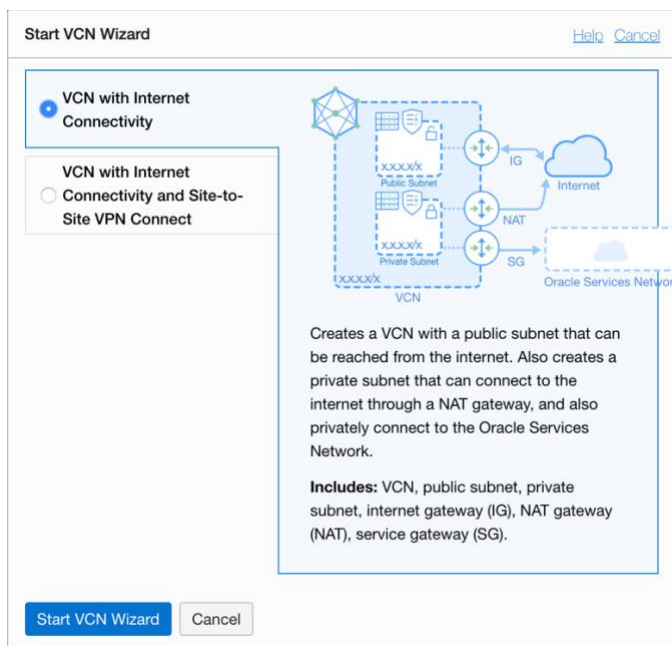 Start VCN Wizard
Help Cancel
VCN with Internet
Connectivity
VCN with Internet
Connectivity and Site-to-
Site VPN Connect
x.x.x.x/x
Public Subnet
IG
Internet
x.x.x.x/x
Private Subnet
NAT
SG
x.x.x.x/x
VCN
Oracle Services Networ
Creates a VCN with a public subnet that can
be reached from the internet. Also creates a
private subnet that can connect to the
internet through a NAT gateway, and also
privately connect to the Oracle Services
Network.
Includes: VCN, public subnet, private
subnet, internet gateway (IG), NAT gateway
(NAT), service gateway (SG).
Start VCN Wizard
Cancel